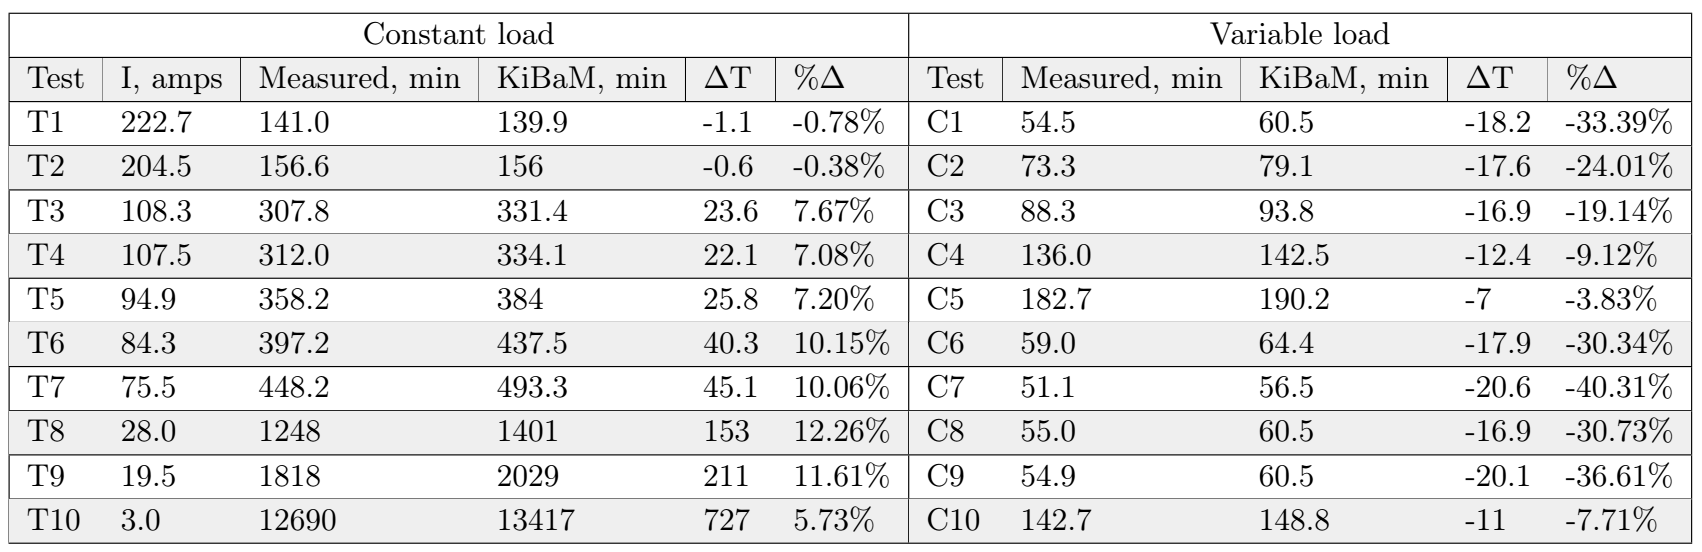 Constant load Variable load
Test I, amps Measured, min KiBaM, min ΔT %Δ Test Measured, min KiBaM, min ΔT %Δ
T1 222.7 141.0 139.9 -1.1 -0.78% C1 54.5 60.5 -18.2 -33.39%
T2 204.5 156.6 156 -0.6 -0.38% C2 73.3 79.1 -17.6 -24.01%
T3 108.3 307.8 331.4 23.6 7.67% C3 88.3 93.8 -16.9 -19.14%
T4 107.5 312.0 334.1 22.1 7.08% C4 136.0 142.5 -12.4 -9.12%
T5 94.9 358.2 384 25.8 7.20% C5 182.7 190.2 -7 -3.83%
T6 84.3 397.2 437.5 40.3 10.15% C6 59.0 64.4 -17.9 -30.34%
T7 75.5 448.2 493.3 45.1 10.06% C7 51.1 56.5 -20.6 -40.31%
T8 28.0 1248 1401 153 12.26% C8 55.0 60.5 -16.9 -30.73%
T9 19.5 1818 2029 211 11.61% C9 54.9 60.5 -20.1 -36.61%
T10 3.0 12690 13417 727 5.73% C10 142.7 148.8 -11 -7.71%